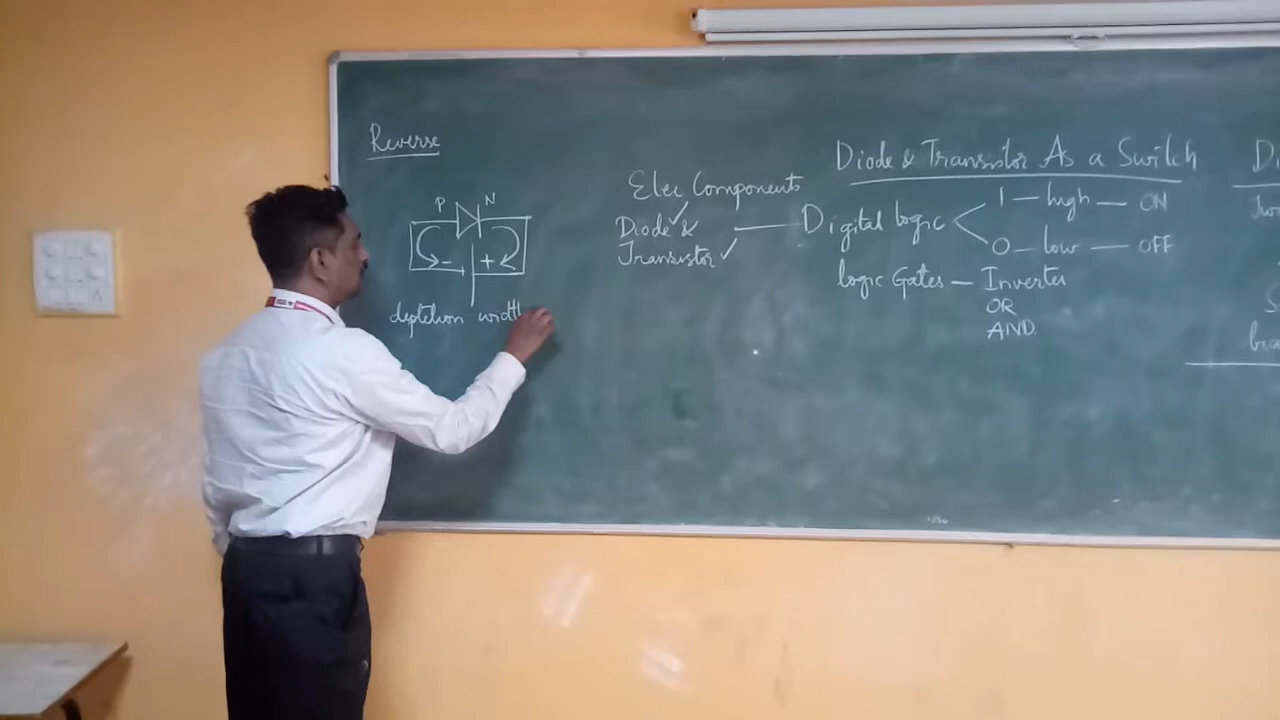 Reverse
P N
- +
depletion width
Elec Components
Diode &
Transistor
Diode & Transistor As a Switch
Digital logic
1 — high — ON
0 — low — OFF
logic Gates — Inverter
OR
AND